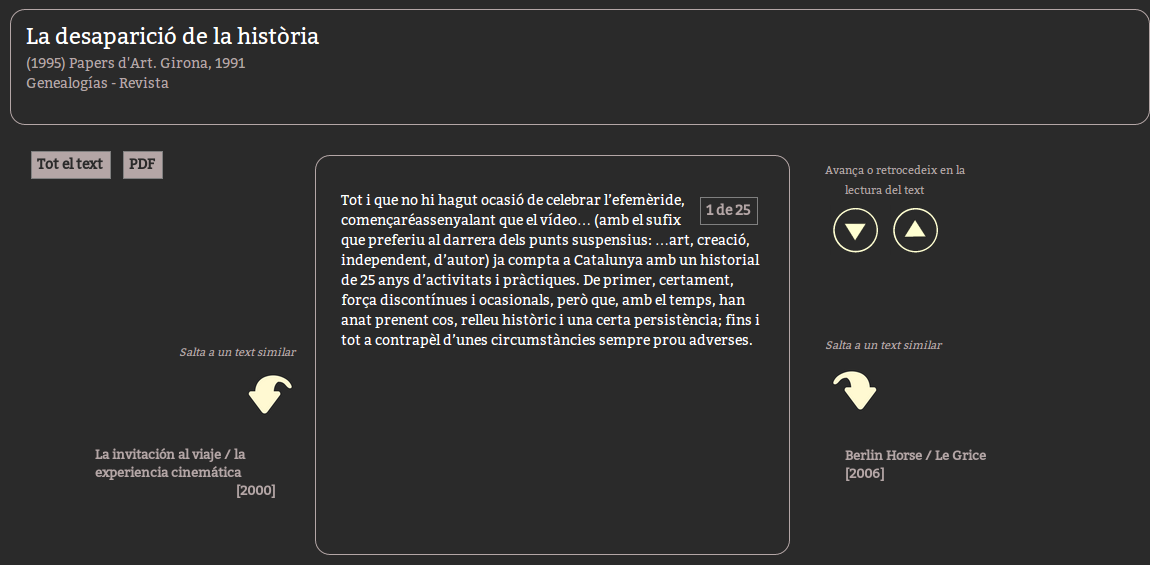 La desaparició de la història
(1995) Papers d'Art. Girona, 1991
Genealogías - Revista
Tot el text
PDF
Tot i que no hi hagut ocasió de celebrar l’efemèride,
començaréassenyalant que el vídeo… (amb el sufix
que preferiu al darrera dels punts suspensius: …art, creació,
independent, d’autor) ja compta a Catalunya amb un historial
de 25 anys d’activitats i pràctiques. De primer, certament,
força discontínues i ocasionals, però que, amb el temps, han
anat prenent cos, relleu històric i una certa persistència; fins i
tot a contrapèl d’unes circumstàncies sempre prou adverses.
1 de 25
Avança o retrocedeix en la
lectura del text
Salta a un text similar
La invitación al viaje / la
experiencia cinemática
[2000]
Salta a un text similar
Berlin Horse / Le Grice
[2006]